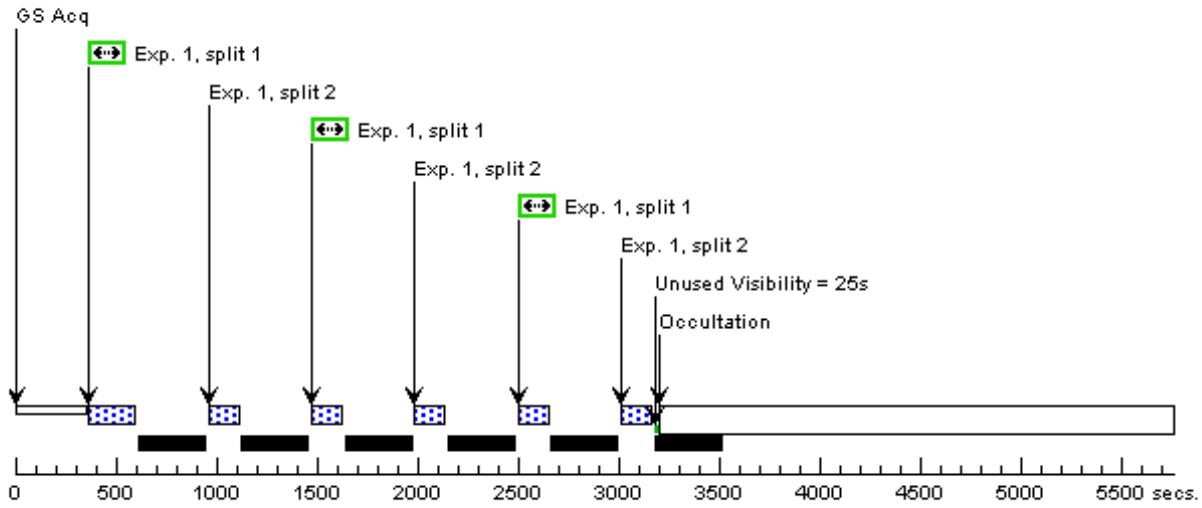 GS Acq
Exp. 1, split 1
Exp. 1, split 2
Exp. 1, split 1
Exp. 1, split 2
Exp. 1, split 1
Exp. 1, split 2
Unused Visibility = 25s
Occultation
0 500 1000 1500 2000 2500 3000 3500 4000 4500 5000 5500 secs.